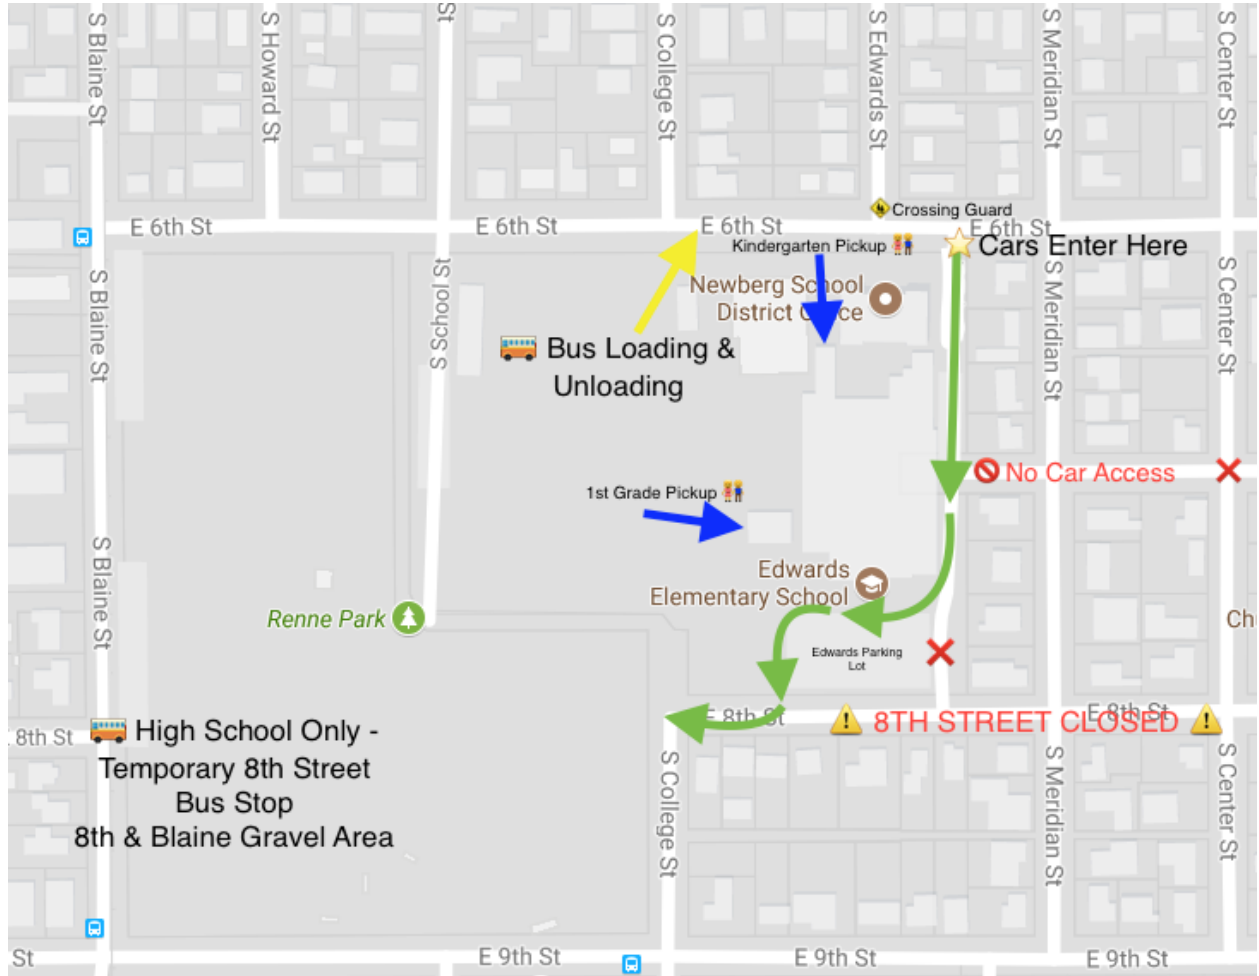 S Blaine St
S Howard St
St
S College St
S Edwards St
S Meridian St
S Center St
Crossing Guard
E 6th St
E 6th St
E 6th St
E 6th St
Kindergarten Pickup
Cars Enter Here
Newberg School
District Office
S Blaine St
S School St
S Meridian St
S Center St
Bus Loading &
Unloading
No Car Access
1st Grade Pickup
Edwards
Elementary School
S Blaine St
Renne Park
Edwards Parking
Lot
E 8th St
8TH STREET CLOSED
E 8th St
8th St
High School Only -
Temporary 8th Street
Bus Stop
8th & Blaine Gravel Area
S College St
S Meridian St
S Center St
St
E 9th St
E 9th St
E 9th St